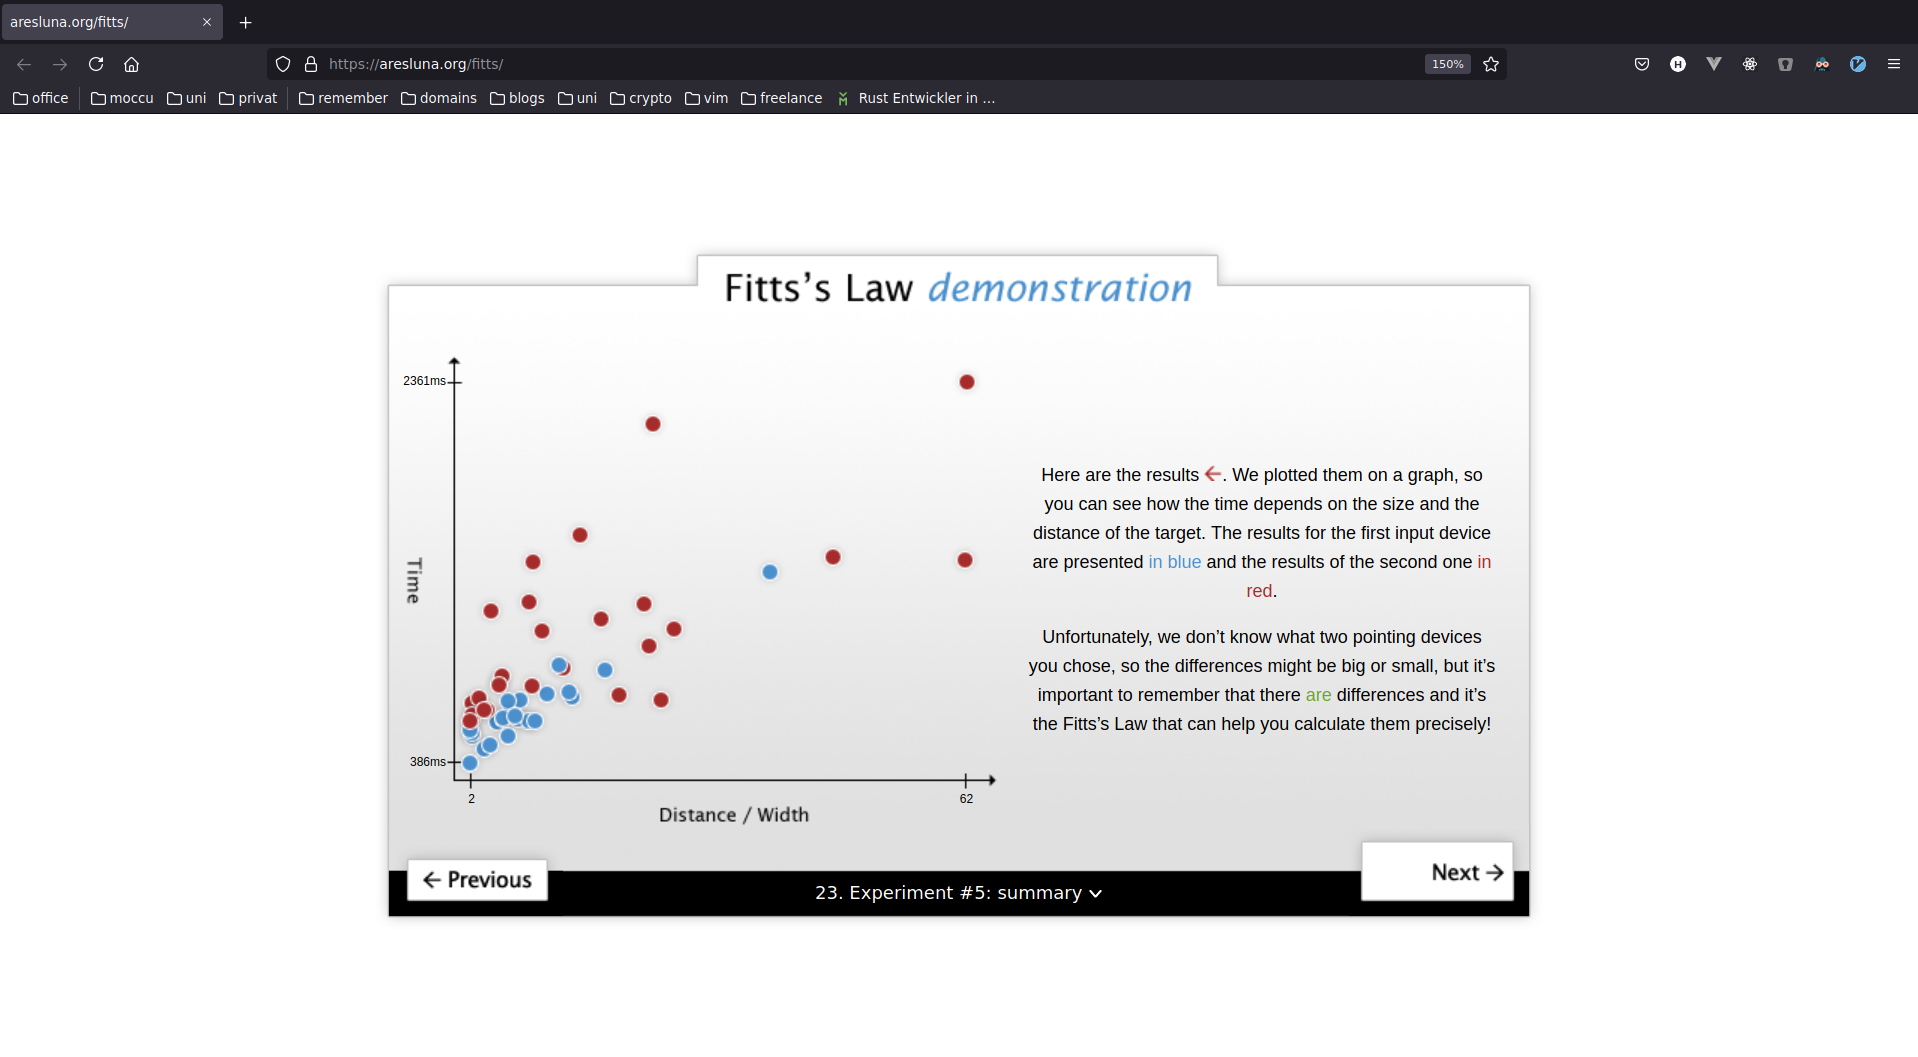 aresluna.org/fitts/
https://aresluna.org/fitts/
150%
office moccu uni privat remember domains blogs uni crypto vim freelance Rust Entwickler in …
Fitts’s Law demonstration
2361ms
Time
386ms
2 62
Distance / Width
Here are the results ←. We plotted them on a graph, so
you can see how the time depends on the size and the
distance of the target. The results for the first input device
are presented in blue and the results of the second one in
red.
Unfortunately, we don’t know what two pointing devices
you chose, so the differences might be big or small, but it’s
important to remember that there are differences and it’s
the Fitts’s Law that can help you calculate them precisely!
← Previous
23. Experiment #5: summary
Next →